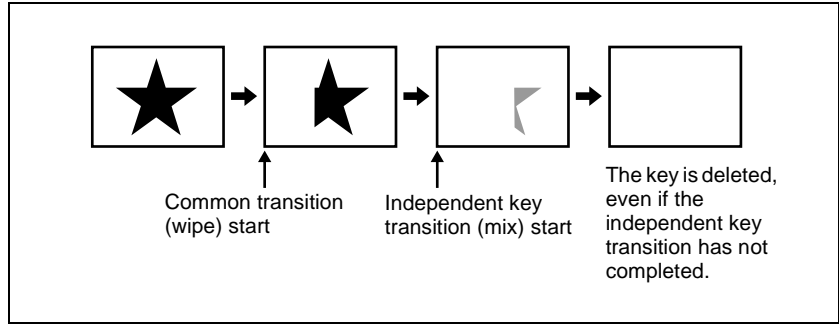 Common transition
(wipe) start
Independent key
transition (mix) start
The key is deleted,
even if the
independent key
transition has not
completed.